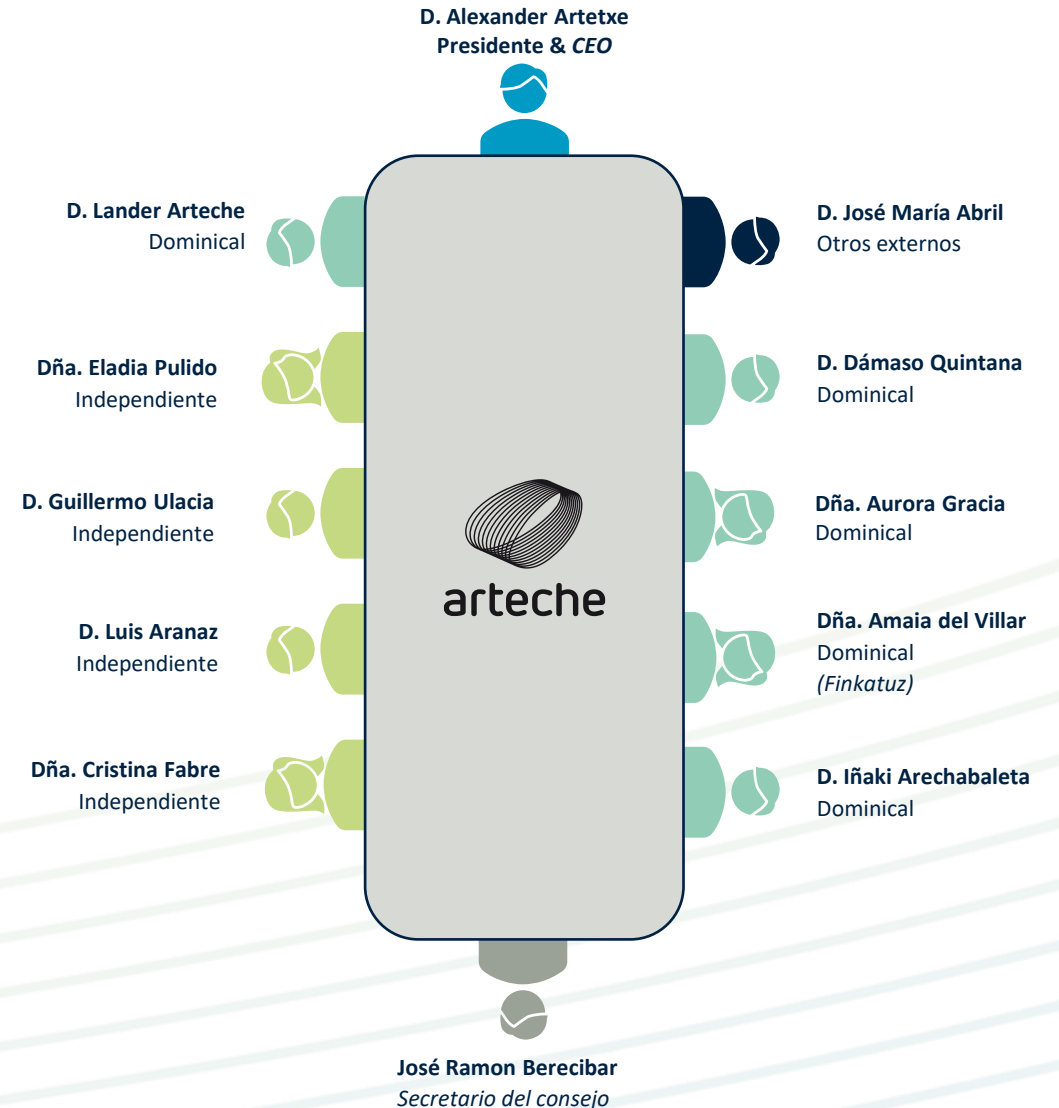 D. Alexander Artetxe
Presidente & CEO
D. Lander Arteche
Dominical
Dña. Eladia Pulido
Independiente
D. Guillermo Ulacia
Independiente
D. Luis Aranaz
Independiente
Dña. Cristina Fabre
Independiente
arteche
D. José María Abril
Otros externos
D. Dámaso Quintana
Dominical
Dña. Aurora Gracia
Dominical
Dña. Amaia del Villar
Dominical
(Finkatuz)
D. Iñaki Arechabaleta
Dominical
José Ramon Berecibar
Secretario del consejo